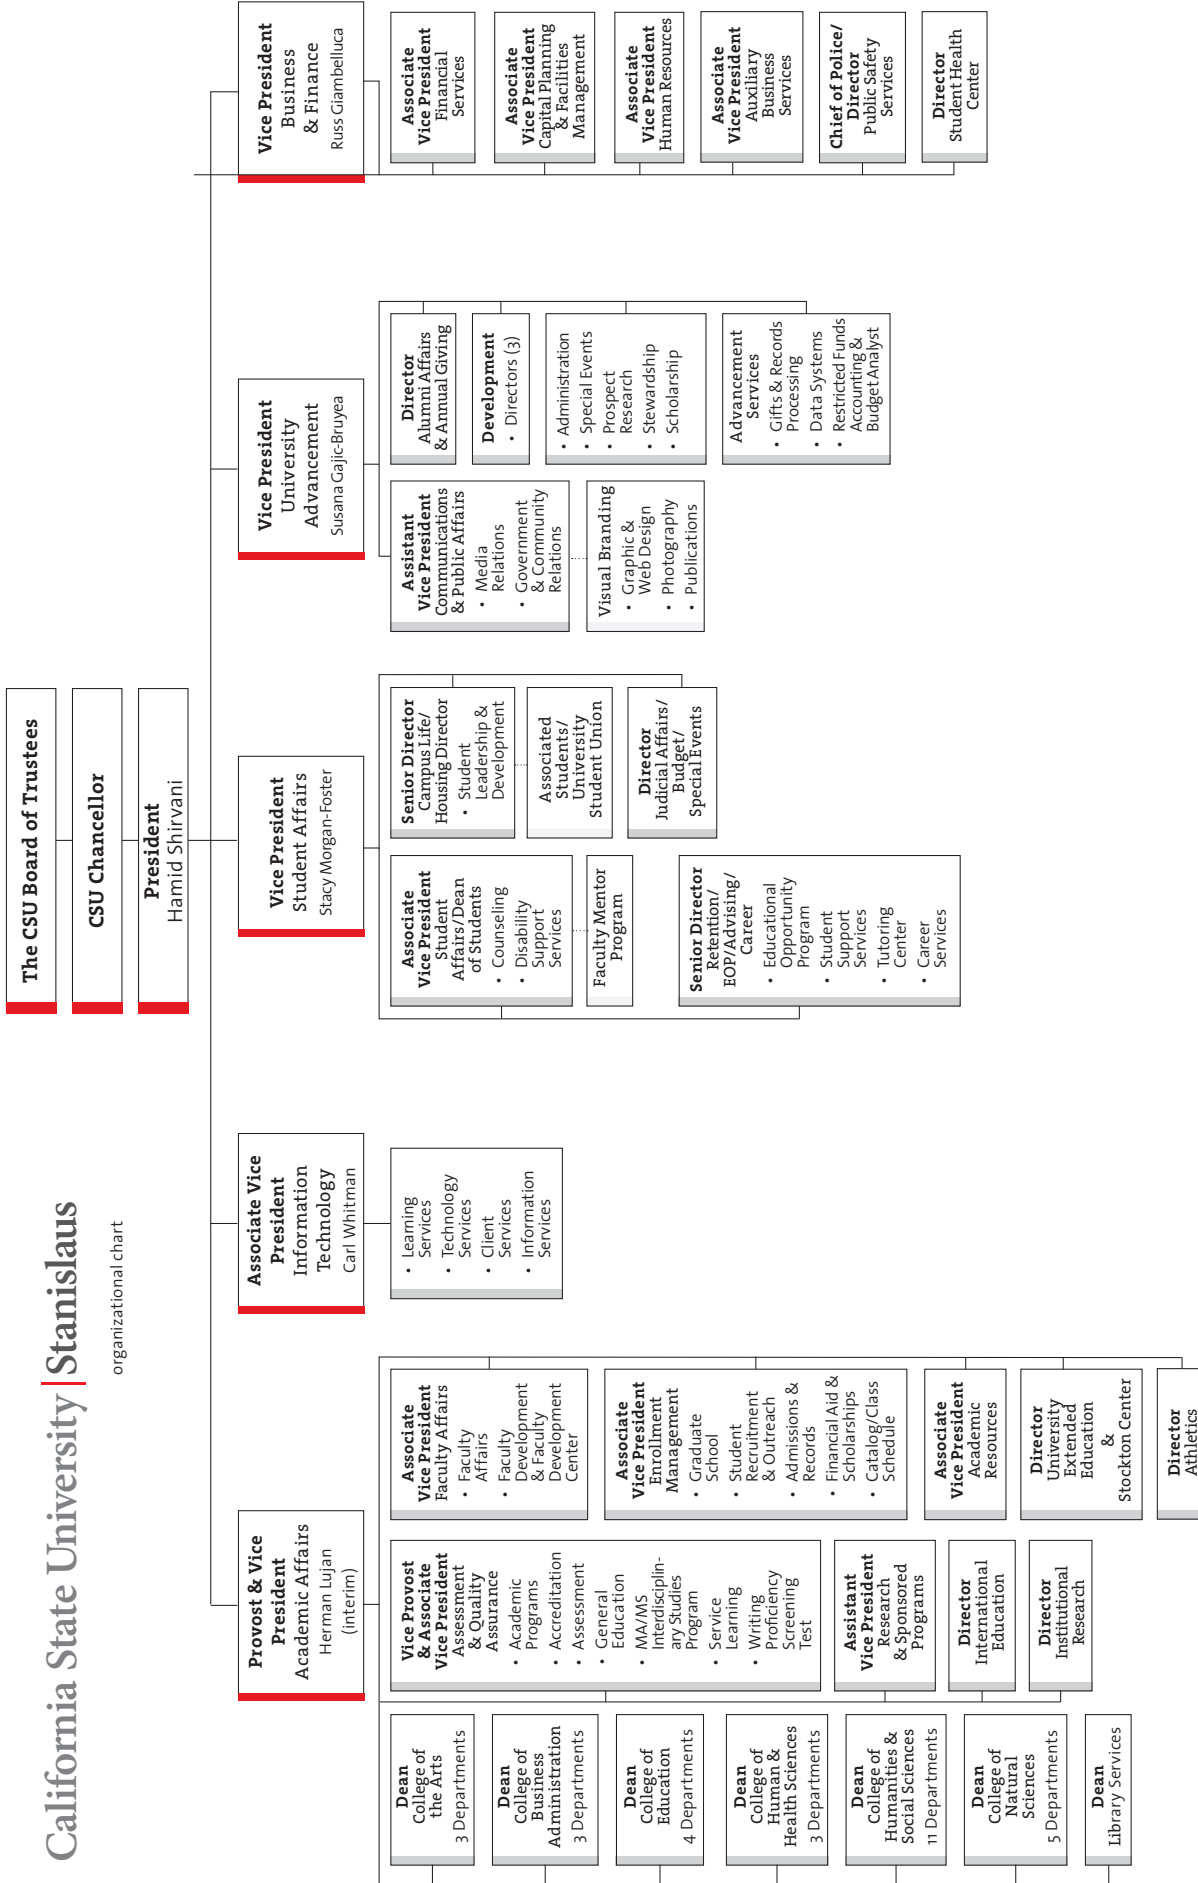 California State University | Stanislaus
organizational chart
The CSU Board of Trustees
CSU Chancellor
President
Hamid Shirvani
Provost & Vice
President
Academic Affairs
Herman Lujan
(interim)
Associate Vice
President
Information
Technology
Carl Whitman
Vice President
Student Affairs
Stacy Morgan-Foster
Vice President
University
Advancement
Susana Gajic-Bruyea
Vice President
Business
& Finance
Russ Giambelluca
Dean
College of
the Arts
3 Departments
Dean
College of
Business
Administration
3 Departments
Dean
College of
Education
4 Departments
Dean
College of
Human &
Health Sciences
3 Departments
Dean
College of
Humanities &
Social Sciences
11 Departments
Dean
College of
Natural
Sciences
5 Departments
Dean
Library Services
Vice Provost
& Associate
Vice President
Assessment
& Quality
Assurance
• Academic
Programs
• Accreditation
• Assessment
• General
Education
• MA/MS
Interdisciplin-
ary Studies
Program
• Service
Learning
• Writing
Proficiency
Screening
Test
Assistant
Vice President
Research
& Sponsored
Programs
Director
International
Education
Director
Institutional
Research
Associate
Vice President
Faculty Affairs
• Faculty
Affairs
• Faculty
Development
& Faculty
Development
Center
Associate
Vice President
Enrollment
Management
• Graduate
School
• Student
Recruitment
& Outreach
• Admissions &
Records
• Financial Aid &
Scholarships
• Catalog/Class
Schedule
Associate
Vice President
Academic
Resources
Director
University
Extended
Education
&
Stockton Center
Director
Athletics
• Learning
Services
• Technology
Services
• Client
Services
• Information
Services
Associate
Vice President
Student
Affairs/Dean
of Students
• Counseling
• Disability
Support
Services
Faculty Mentor
Program
Senior Director
Retention/
EOP/Advising/
Career
• Educational
Opportunity
Program
• Student
Support
Services
• Tutoring
Center
• Career
Services
Senior Director
Campus Life/
Housing Director
• Student
Leadership &
Development
Associated
Students/
University
Student Union
Director
Judicial Affairs/
Budget/
Special Events
Assistant
Vice President
Communications
& Public Affairs
• Media
Relations
• Government
& Community
Relations
Visual Branding
• Graphic &
Web Design
• Photography
• Publications
Director
Alumni Affairs
& Annual Giving
Development
• Directors (3)
• Administration
• Special Events
• Prospect
Research
• Stewardship
• Scholarship
Advancement
Services
• Gifts & Records
Processing
• Data Systems
• Restricted Funds
Accounting &
Budget Analyst
Associate
Vice President
Financial
Services
Associate
Vice President
Capital Planning
& Facilities
Management
Associate
Vice President
Human Resources
Associate
Vice President
Auxiliary
Business
Services
Chief of Police/
Director
Public Safety
Services
Director
Student Health
Center